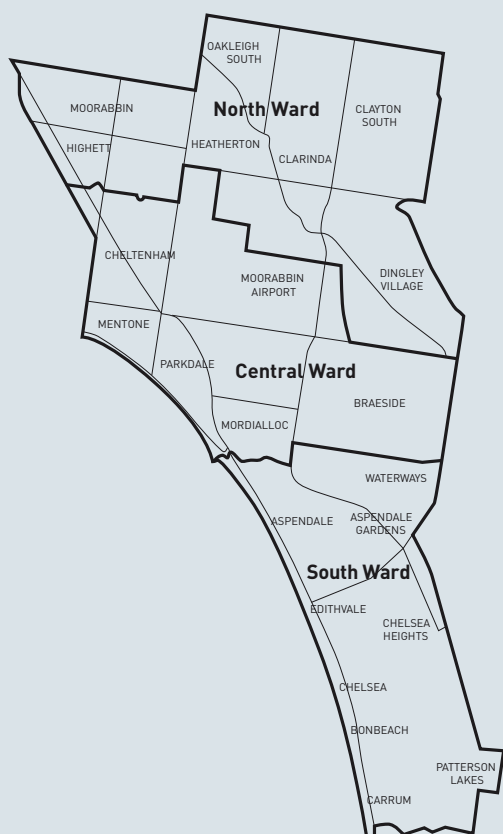 OAKLEIGH
SOUTH
MOORABBIN
North Ward
CLAYTON
SOUTH
HIGHETT
HEATHERTON
CLARINDA
CHELTENHAM
MOORABBIN
AIRPORT
DINGLEY
VILLAGE
MENTONE
PARKDALE
Central Ward
BRAESIDE
MORDIALLOC
WATERWAYS
ASPENDALE
ASPENDALE
GARDENS
South Ward
EDITHVALE
CHELSEA
HEIGHTS
CHELSEA
BONBEACH
PATTERSON
LAKES
CARRUM